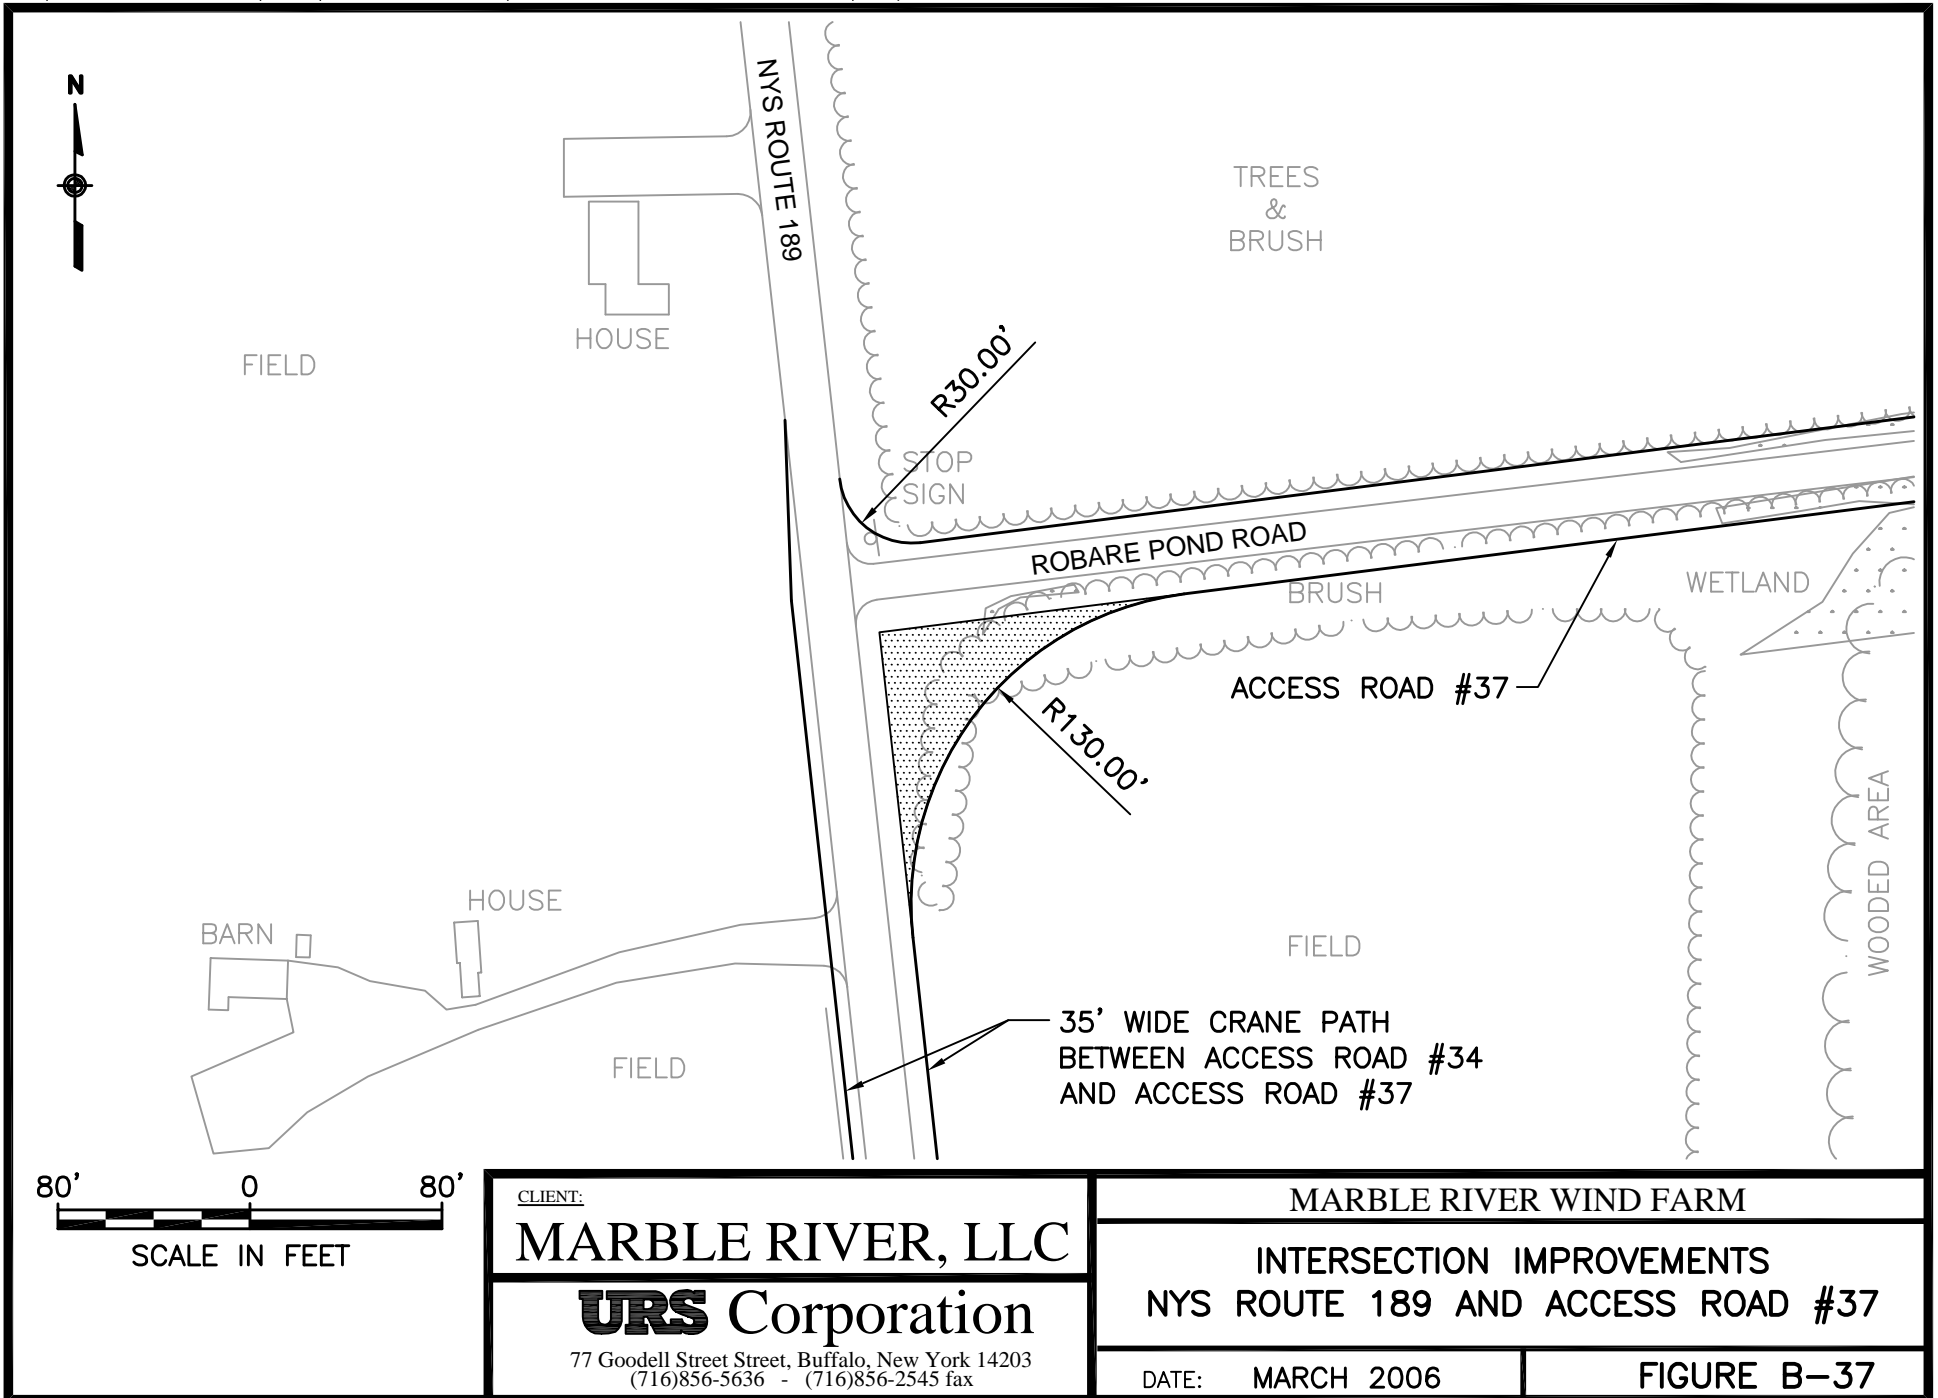 N
NYS ROUTE 189
TREES
&
BRUSH
HOUSE
FIELD
R30.00'
STOP
SIGN
ROBARE POND ROAD
BRUSH
WETLAND
ACCESS ROAD #37
R130.00'
WOODED AREA
HOUSE
BARN
FIELD
35' WIDE CRANE PATH
BETWEEN ACCESS ROAD #34
AND ACCESS ROAD #37
FIELD
80' 0 80'
SCALE IN FEET
CLIENT:
MARBLE RIVER, LLC
URS Corporation
77 Goodell Street Street, Buffalo, New York 14203
(716)856-5636 - (716)856-2545 fax
MARBLE RIVER WIND FARM
INTERSECTION IMPROVEMENTS
NYS ROUTE 189 AND ACCESS ROAD #37
DATE: MARCH 2006
FIGURE B-37